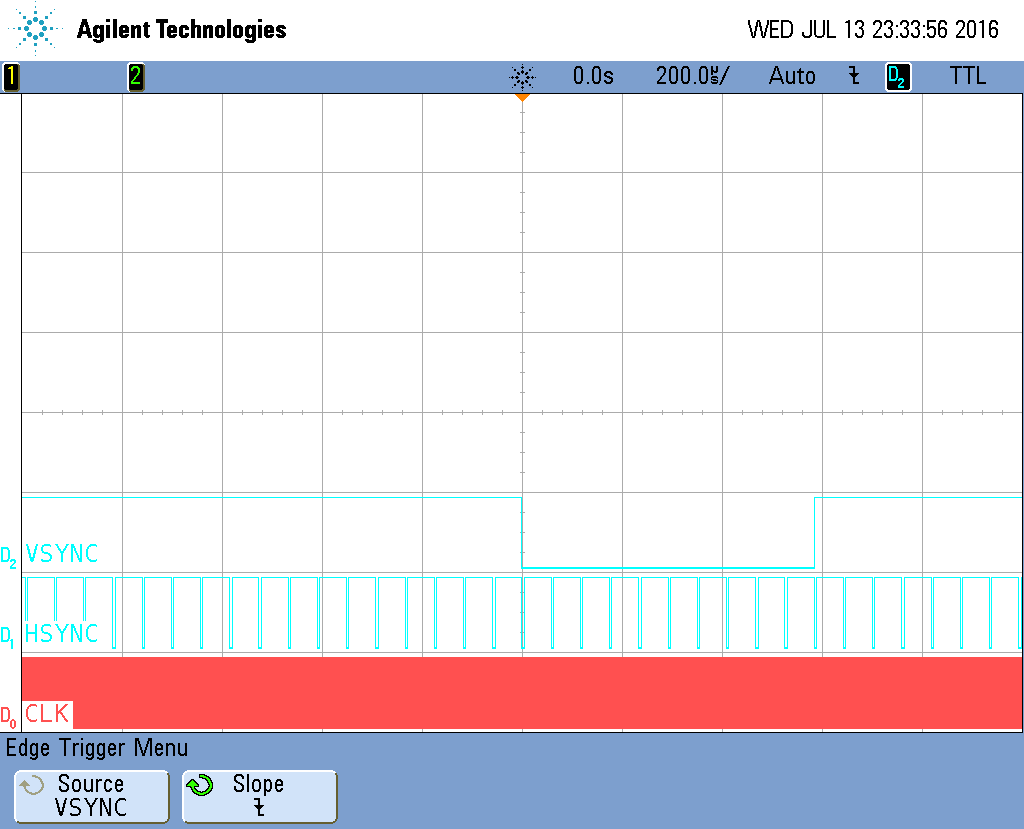 Agilent Technologies
WED JUL 13 23:33:56 2016
1 2 0.0s 200.0㎲/ Auto D2 TTL
D2 VSYNC
D1 HSYNC
D0 CLK
Edge Trigger Menu
Source Slope
VSYNC